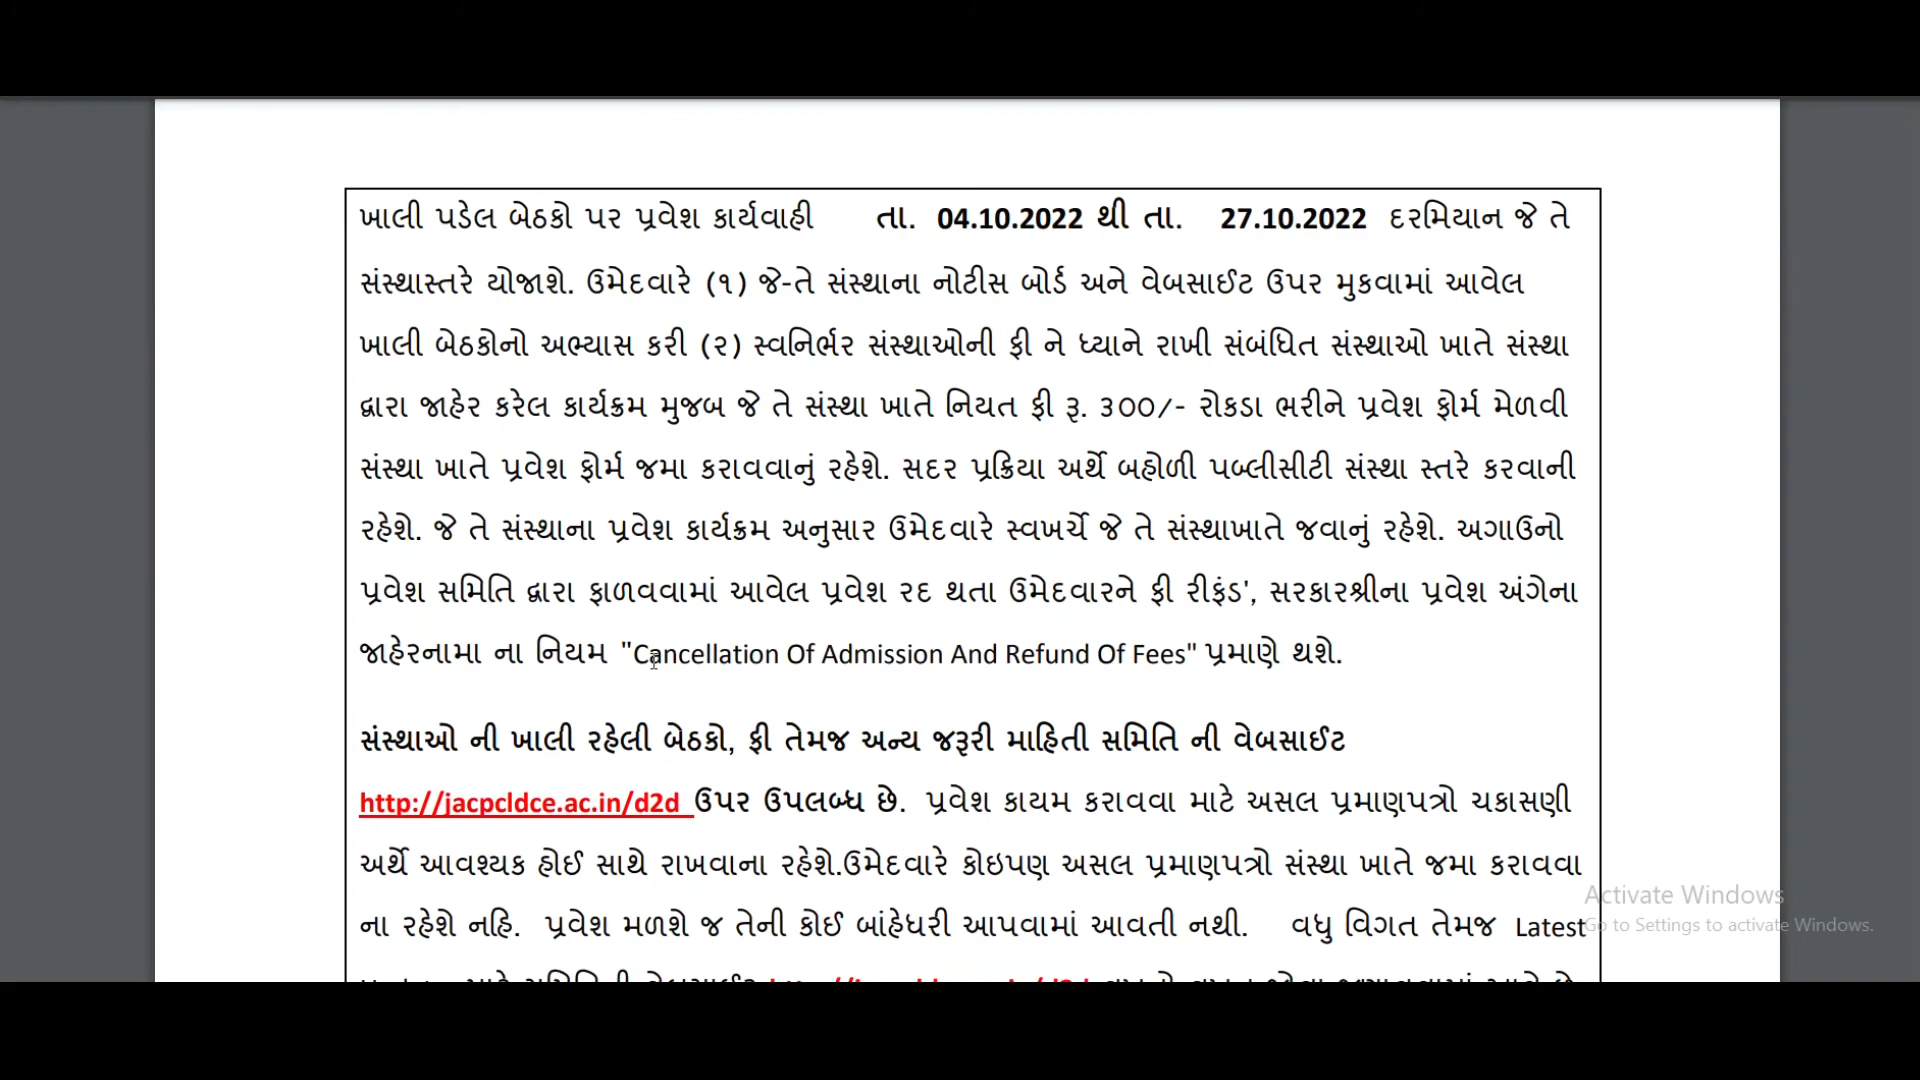 ખાલી પડેલ બેઠકો પર પ્રવેશ કાર્યવાહી તા. 04.10.2022 થી તા. 27.10.2022 દરમિયાન જે તે
સંસ્થાસ્તરે યોજાશે. ઉમેદવારે (૧) જે-તે સંસ્થાના નોટીસ બોર્ડ અને વેબસાઈટ ઉપર મુકવામાં આવેલ
ખાલી બેઠકોનો અભ્યાસ કરી (૨) સ્વનિર્ભર સંસ્થાઓની ફી ને ધ્યાને રાખી સંબંધિત સંસ્થાઓ ખાતે સંસ્થા
દ્વારા જાહેર કરેલ કાર્યક્રમ મુજબ જે તે સંસ્થા ખાતે નિયત ફી રૂ. ૩૦૦/- રોકડા ભરીને પ્રવેશ ફોર્મ મેળવી
સંસ્થા ખાતે પ્રવેશ ફોર્મ જમા કરાવવાનું રહેશે. સદર પ્રક્રિયા અર્થે બહોળી પબ્લીસીટી સંસ્થા સ્તરે કરવાની
રહેશે. જે તે સંસ્થાના પ્રવેશ કાર્યક્રમ અનુસાર ઉમેદવારે સ્વખર્ચે જે તે સંસ્થાખાતે જવાનું રહેશે. અગાઉનો
પ્રવેશ સમિતિ દ્વારા ફાળવવામાં આવેલ પ્રવેશ રદ થતા ઉમેદવારને ફી રીફંડ', સરકારશ્રીના પ્રવેશ અંગેના
જાહેરનામા ના નિયમ "Cancellation Of Admission And Refund Of Fees" પ્રમાણે થશે.
સંસ્થાઓ ની ખાલી રહેલી બેઠકો, ફી તેમજ અન્ય જરૂરી માહિતી સમિતિ ની વેબસાઈટ
http://jacpcldce.ac.in/d2d ઉપર ઉપલબ્ધ છે. પ્રવેશ કાયમ કરાવવા માટે અસલ પ્રમાણપત્રો ચકાસણી
અર્થે આવશ્યક હોઈ સાથે રાખવાના રહેશે.ઉમેદવારે કોઇપણ અસલ પ્રમાણપત્રો સંસ્થા ખાતે જમા કરાવવા
ના રહેશે નહિ. પ્રવેશ મળશે જ તેની કોઈ બાંહેધરી આપવામાં આવતી નથી. વધુ વિગત તેમજ Latest
Activate Windows
Go to Settings to activate Windows.